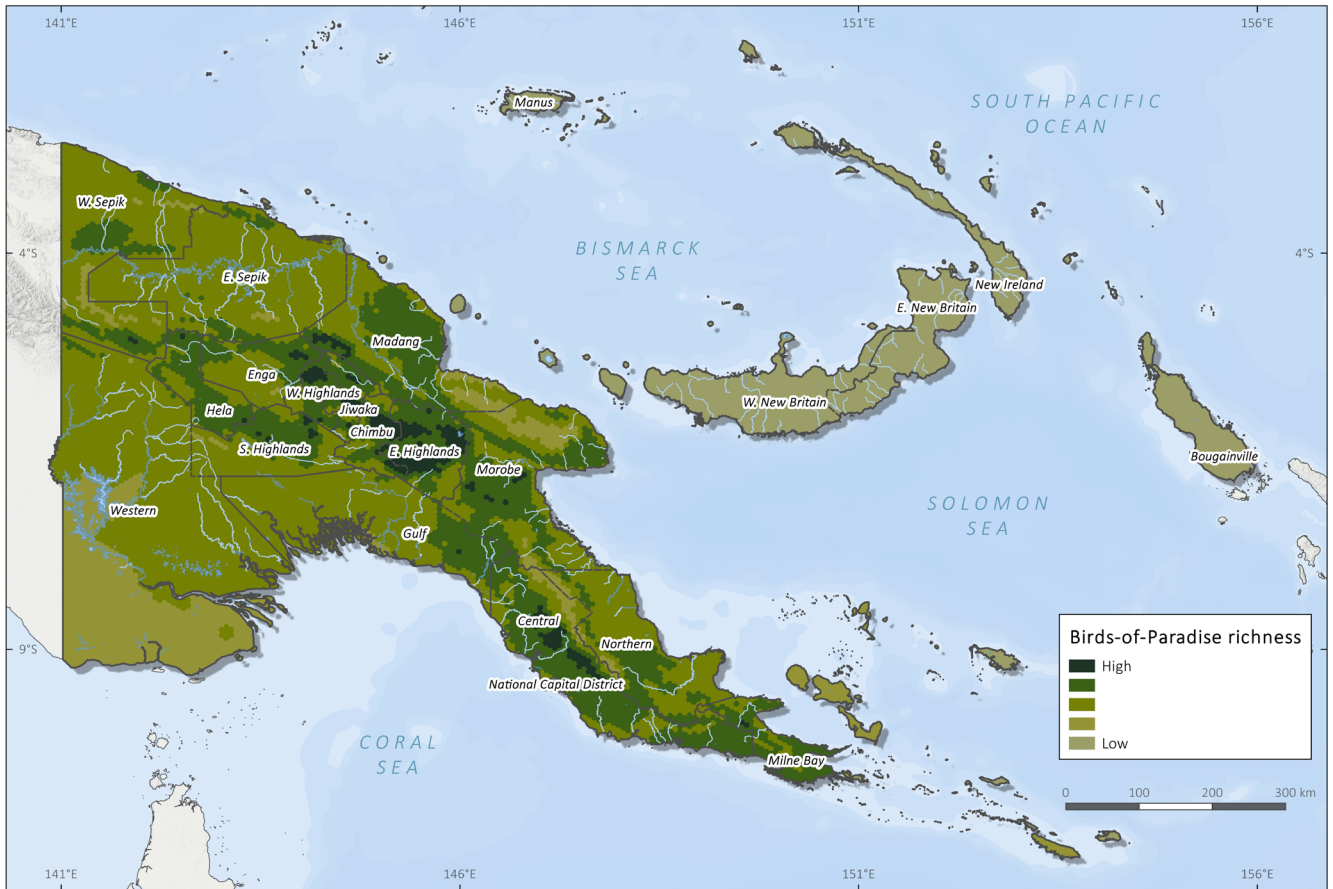 141°E
146°E
151°E
156°E
SOUTH PACIFIC
OCEAN
Manus
W. Sepik
4°S
4°S
BISMARCK
SEA
E. Sepik
New Ireland
E. New Britain
Madang
Enga
W. Highlands
Hela
Jiwaka
W. New Britain
Chimbu
S. Highlands
E. Highlands
Bougainville
Morobe
Western
SOLOMON
SEA
Gulf
Central
Northern
9°S
National Capital District
CORAL
SEA
Milne Bay
Birds-of-Paradise richness
High
Low
0
100
200
300 km
141°E
146°E
151°E
156°E